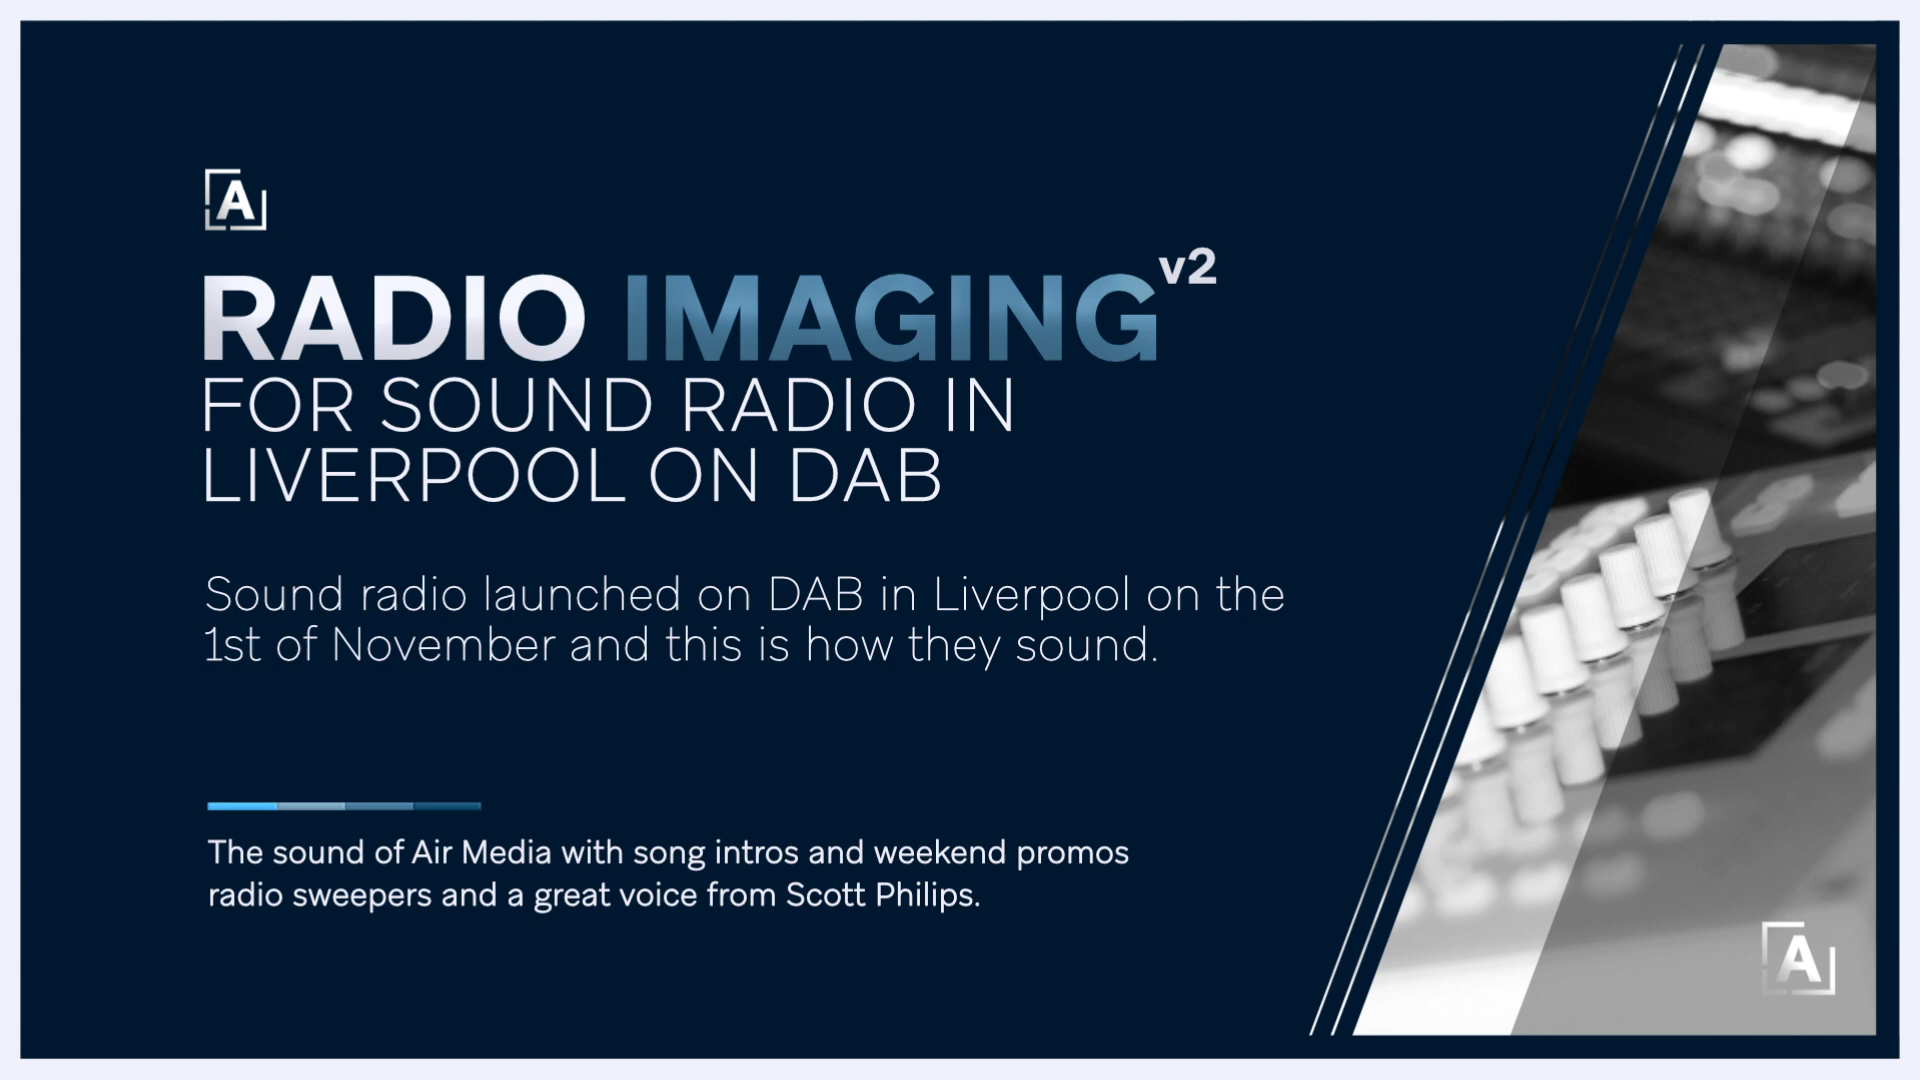 A
RADIO IMAGING v2
FOR SOUND RADIO IN
LIVERPOOL ON DAB
Sound radio launched on DAB in Liverpool on the
1st of November and this is how they sound.
The sound of Air Media with song intros and weekend promos
radio sweepers and a great voice from Scott Philips.
A